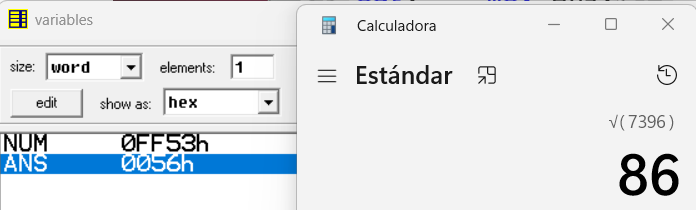 variables
size: word elements: 1
edit show as: hex
NUM 0FF53h
ANS 0056h
Calculadora
Estándar
√(7396)
86